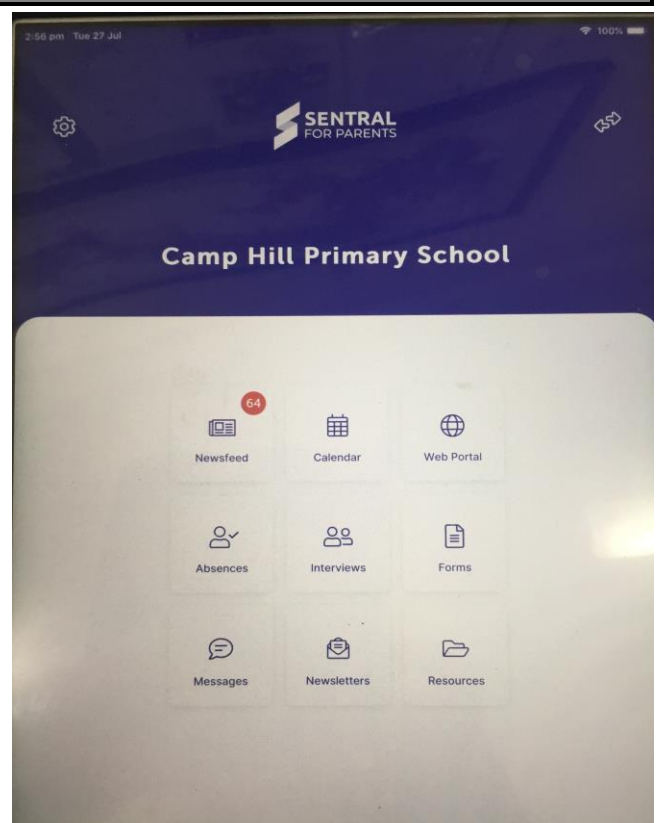 2:56 pm Tue 27 Jul 100%
SENTRAL
FOR PARENTS
Camp Hill Primary School
64
Newsfeed Calendar Web Portal
Absences Interviews Forms
Messages Newsletters Resources